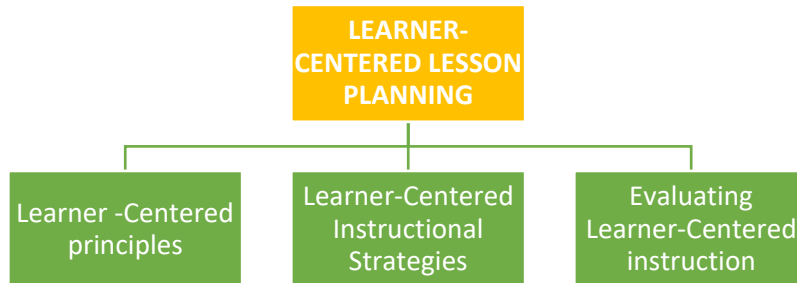 LEARNER-
CENTERED LESSON
PLANNING
Learner -Centered
principles
Learner-Centered
Instructional
Strategies
Evaluating
Learner-Centered
instruction